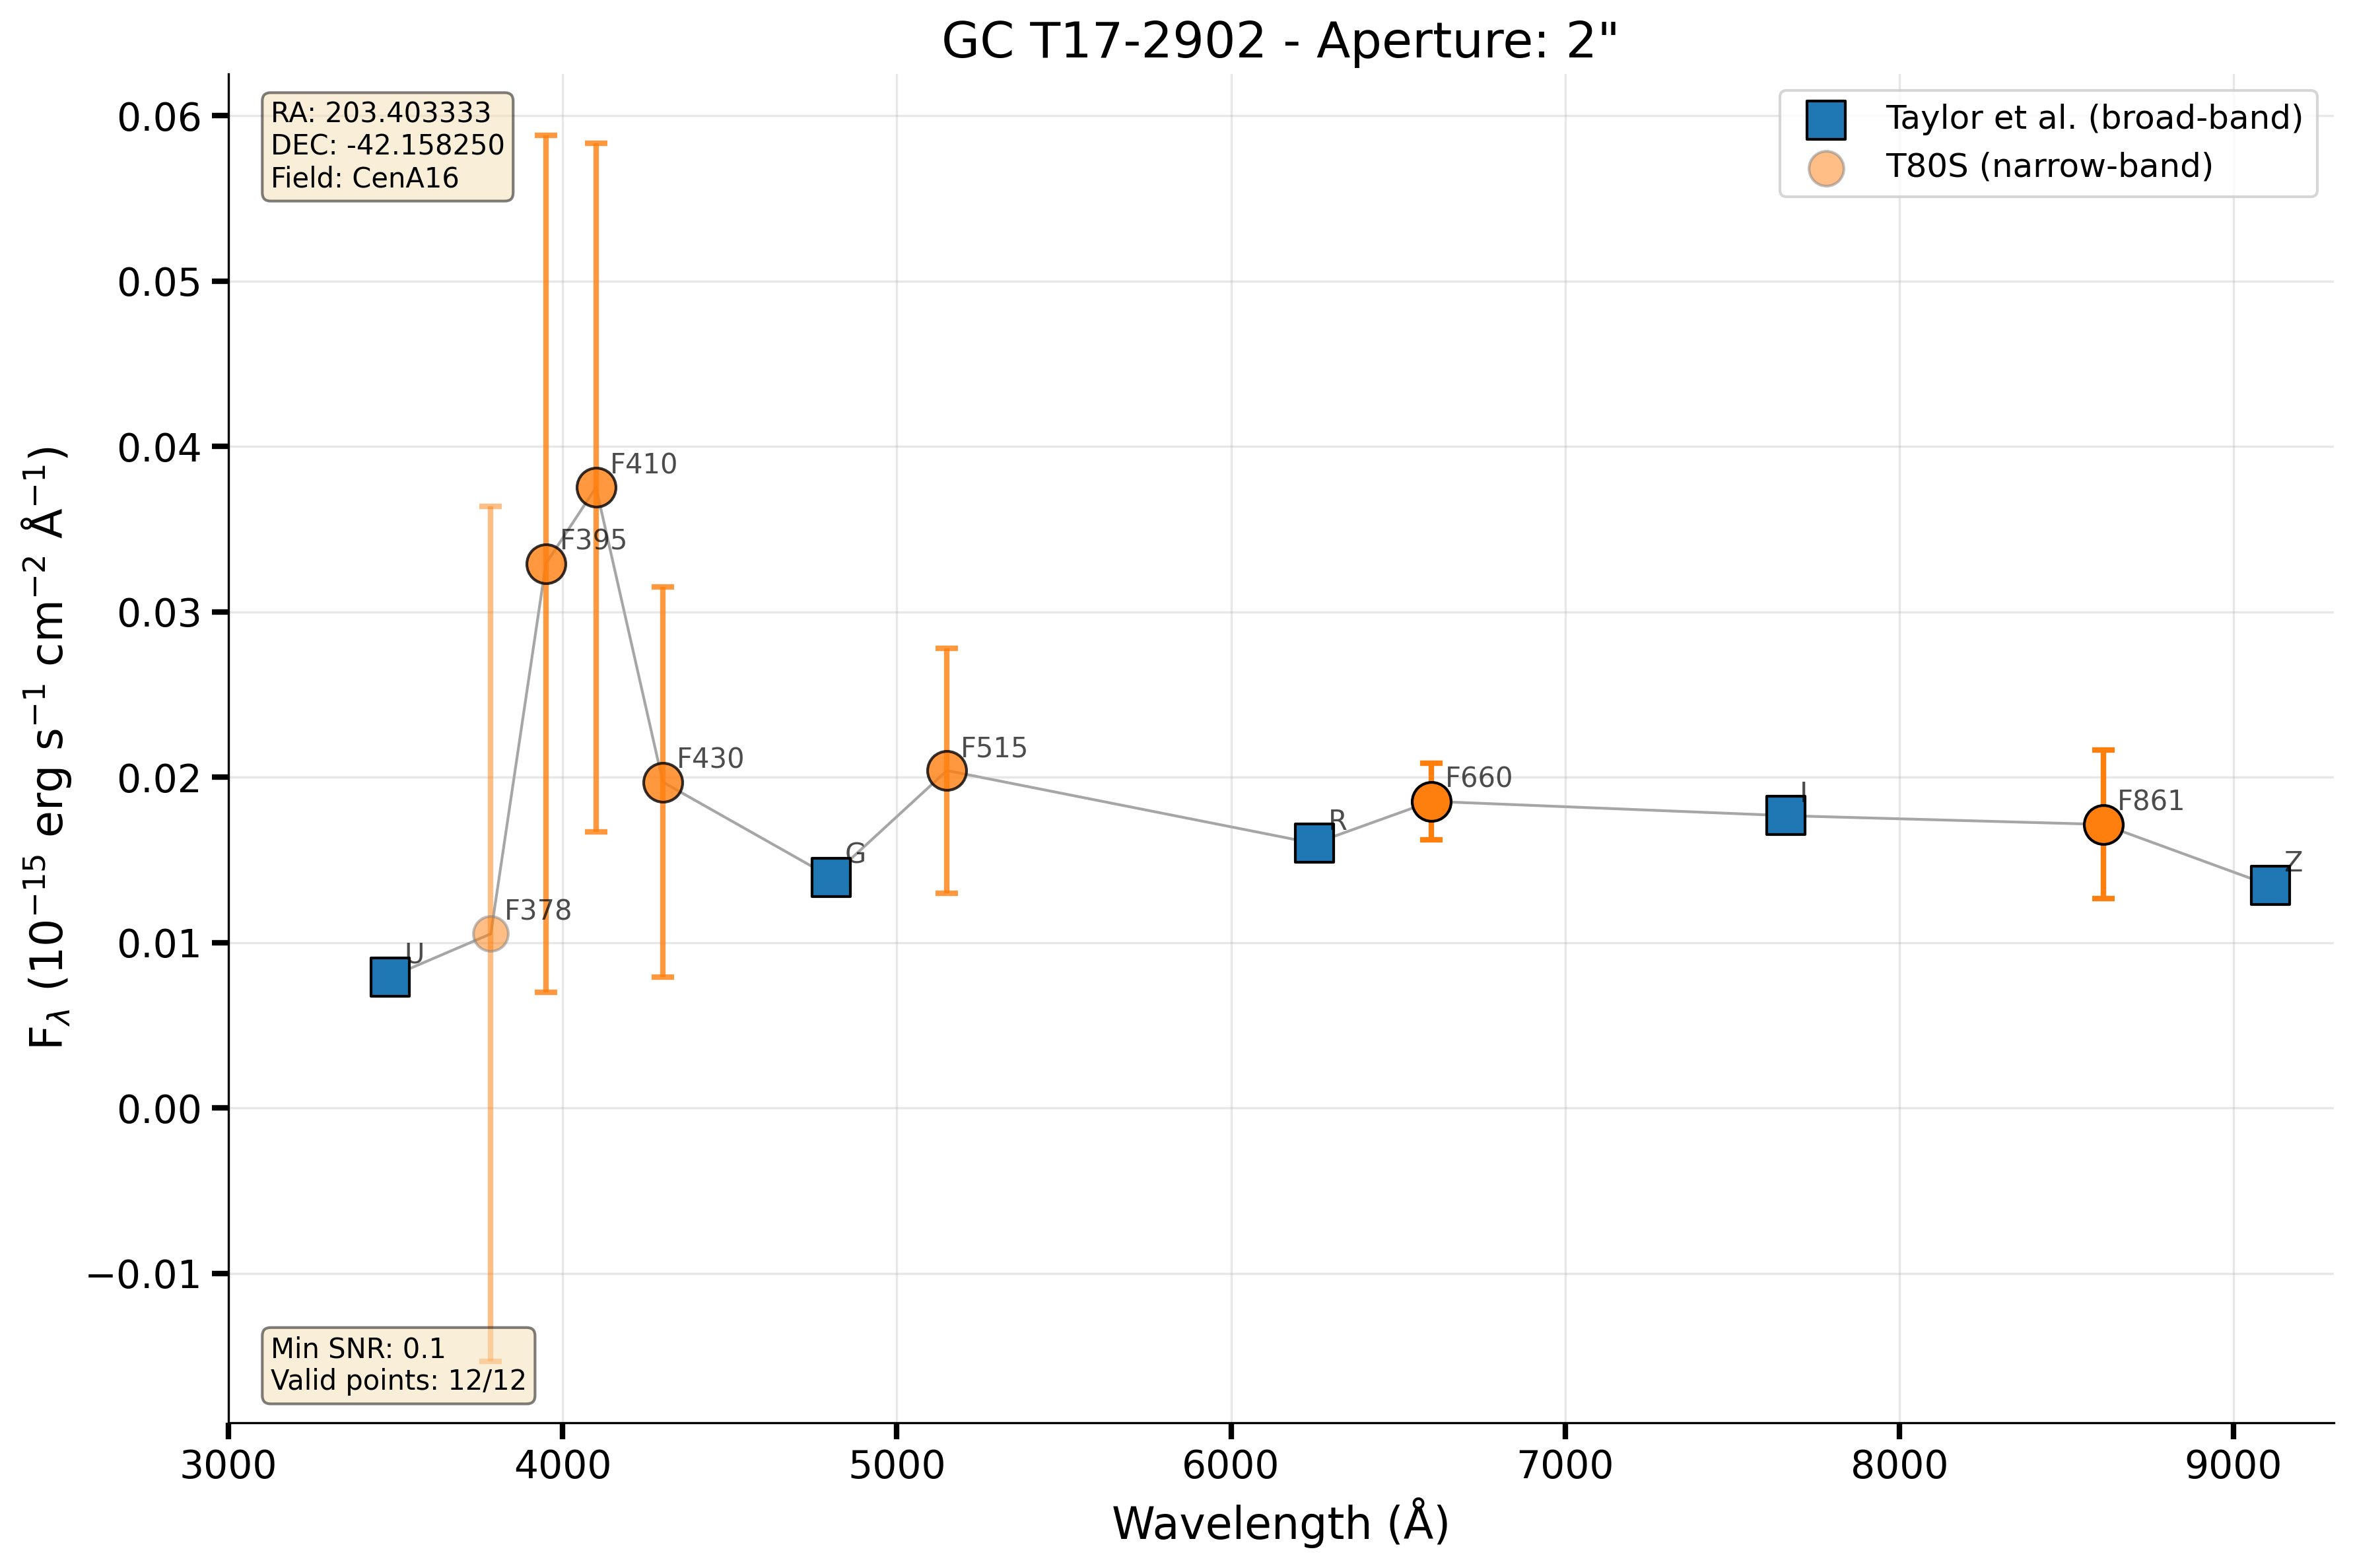 GC T17-2902 - Aperture: 2"
RA: 203.403333
DEC: -42.158250
Field: CenA16
Taylor et al. (broad-band)
T80S (narrow-band)
0.06
0.05
0.04
0.03
0.02
0.01
0.00
−0.01
F_λ (10⁻¹⁵ erg s⁻¹ cm⁻² Å⁻¹)
U
F378
F395
F410
F430
G
F515
R
F660
I
F861
Z
Min SNR: 0.1
Valid points: 12/12
3000
4000
5000
6000
7000
8000
9000
Wavelength (Å)